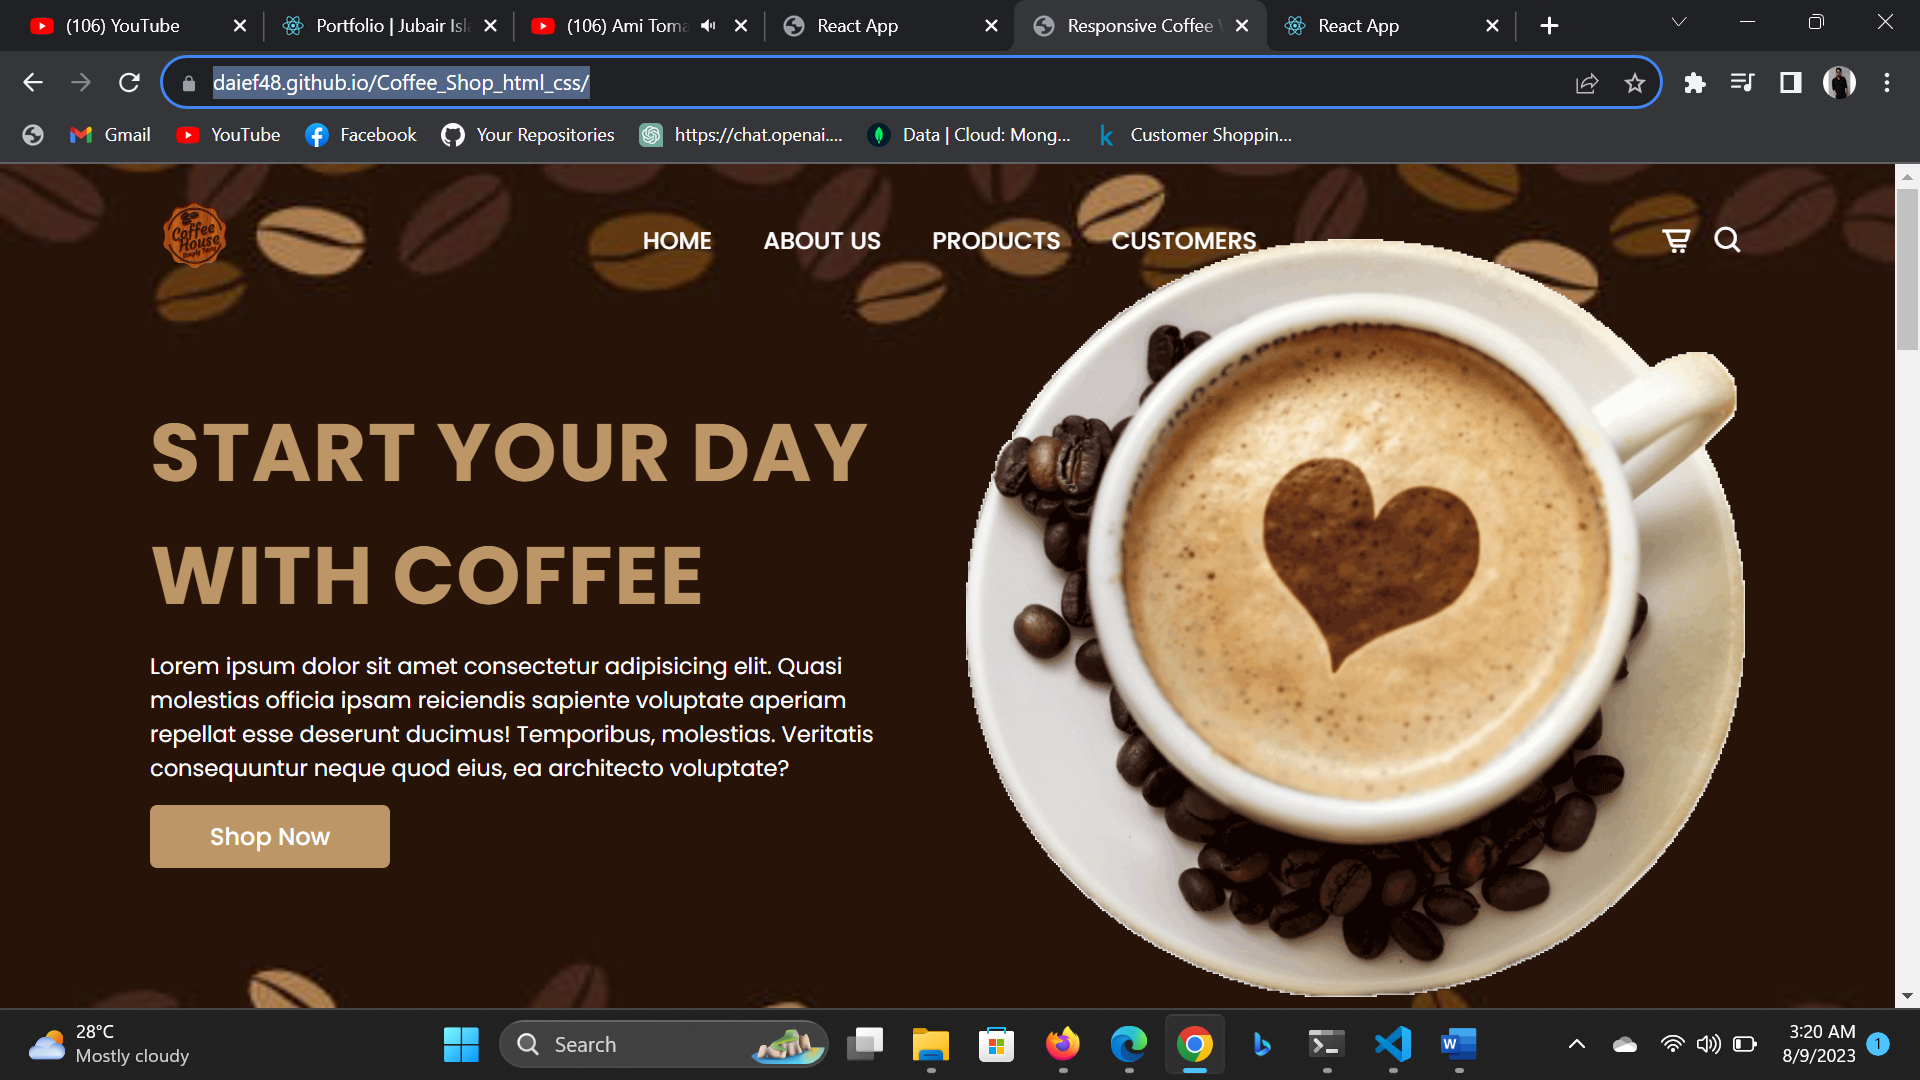 (106) YouTube
Portfolio | Jubair Isl
(106) Ami Toma
React App
Responsive Coffee
React App
daief48.github.io/Coffee_Shop_html_css/
Gmail
YouTube
Facebook
Your Repositories
https://chat.openai....
Data | Cloud: Mong...
Customer Shoppin...
Coffee
House
HOME
ABOUT US
PRODUCTS
CUSTOMERS
START YOUR DAY
WITH COFFEE
Lorem ipsum dolor sit amet consectetur adipisicing elit. Quasi
molestias officia ipsam reiciendis sapiente voluptate aperiam
repellat esse deserunt ducimus! Temporibus, molestias. Veritatis
consequuntur neque quod eius, ea architecto voluptate?
Shop Now
28°C
Mostly cloudy
Search
3:20 AM
8/9/2023
1